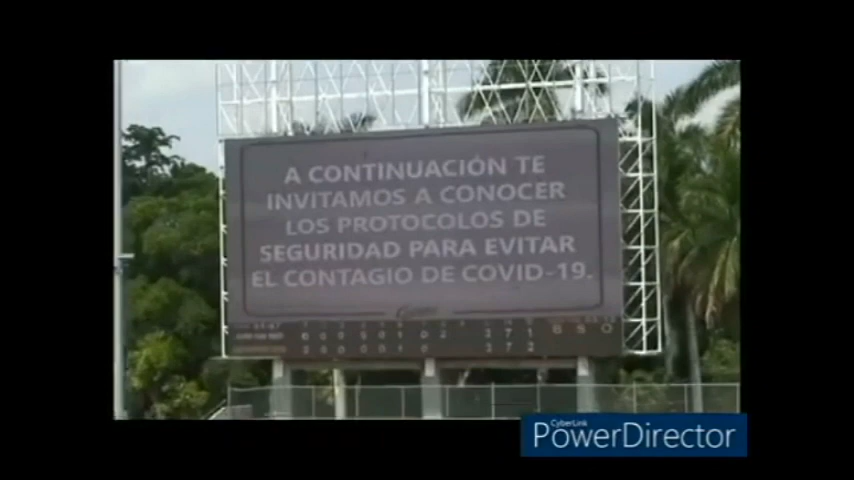 A CONTINUACIÓN TE
INVITAMOS A CONOCER
LOS PROTOCOLOS DE
SEGURIDAD PARA EVITAR
EL CONTAGIO DE COVID-19.
B S O
CyberLink
PowerDirector